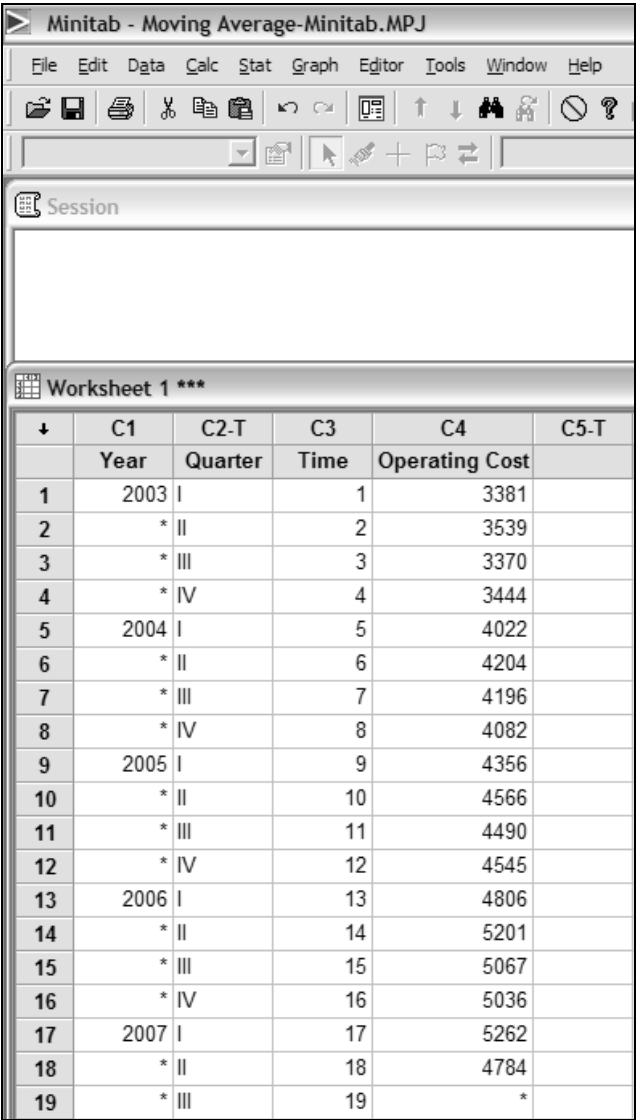 Minitab - Moving Average-Minitab.MPJ
File Edit Data Calc Stat Graph Editor Tools Window Help
Session
Worksheet 1 ***
↓ C1 C2-T C3 C4 C5-T
Year Quarter Time Operating Cost
1 2003 I 1 3381
2 * II 2 3539
3 * III 3 3370
4 * IV 4 3444
5 2004 I 5 4022
6 * II 6 4204
7 * III 7 4196
8 * IV 8 4082
9 2005 I 9 4356
10 * II 10 4566
11 * III 11 4490
12 * IV 12 4545
13 2006 I 13 4806
14 * II 14 5201
15 * III 15 5067
16 * IV 16 5036
17 2007 I 17 5262
18 * II 18 4784
19 * III 19 *